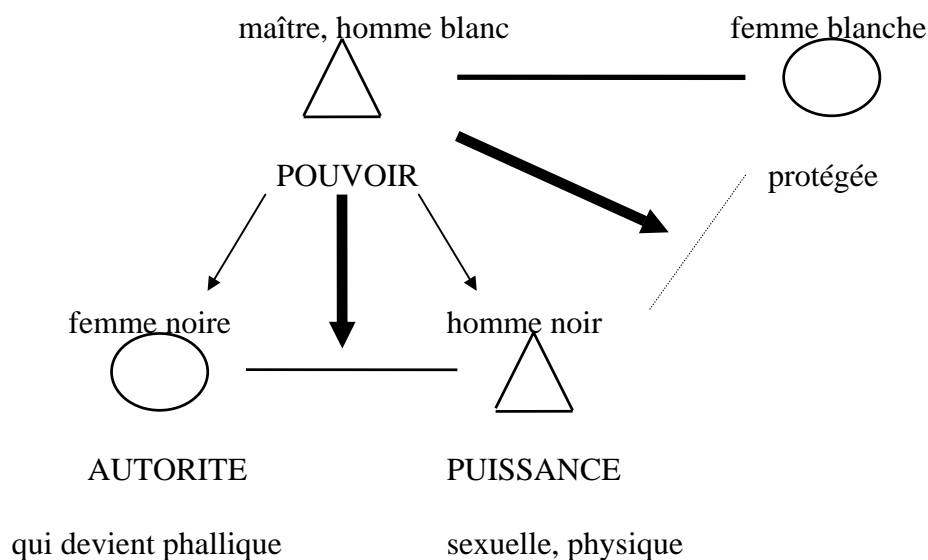 maître, homme blanc femme blanche
POUVOIR protégée
femme noire homme noir
AUTORITE PUISSANCE
qui devient phallique sexuelle, physique